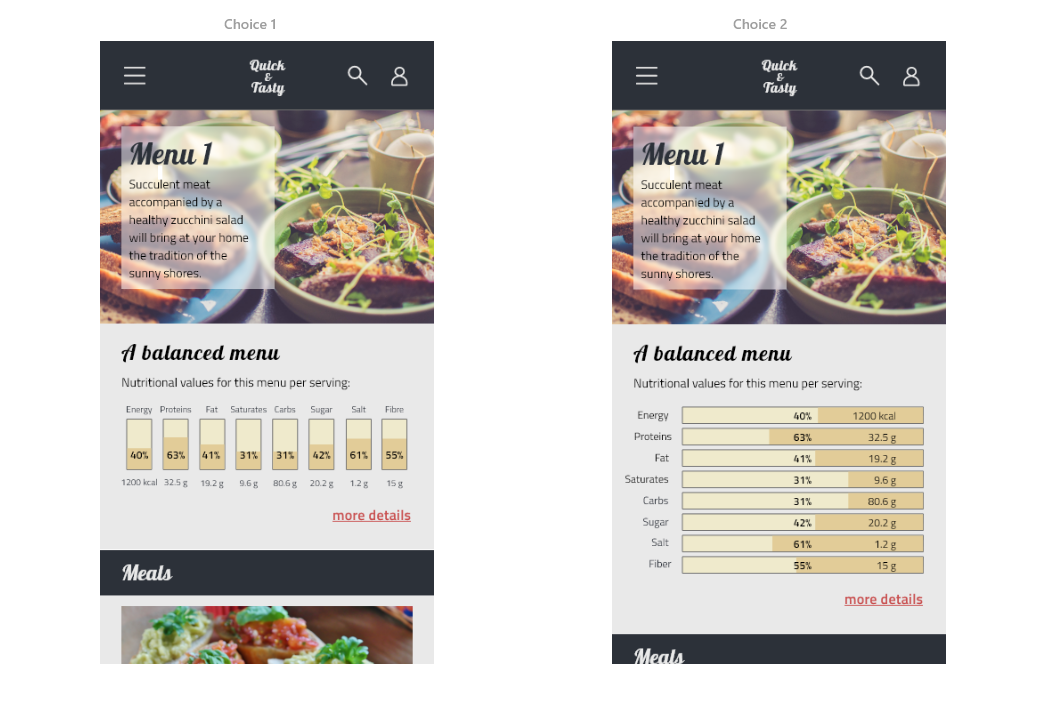 Choice 1
Quick
&
Tasty
Menu 1
Succulent meat
accompanied by a
healthy zucchini salad
will bring at your home
the tradition of the
sunny shores.
A balanced menu
Nutritional values for this menu per serving:
Energy Proteins Fat Saturates Carbs Sugar Salt Fibre
40% 63% 41% 31% 31% 42% 61% 55%
1200 kcal 32.5 g 19.2 g 9.6 g 80.6 g 20.2 g 1.2 g 15 g
more details
Meals
Choice 2
Quick
&
Tasty
Menu 1
Succulent meat
accompanied by a
healthy zucchini salad
will bring at your home
the tradition of the
sunny shores.
A balanced menu
Nutritional values for this menu per serving:
Energy 40% 1200 kcal
Proteins 63% 32.5 g
Fat 41% 19.2 g
Saturates 31% 9.6 g
Carbs 31% 80.6 g
Sugar 42% 20.2 g
Salt 61% 1.2 g
Fiber 55% 15 g
more details
Meals